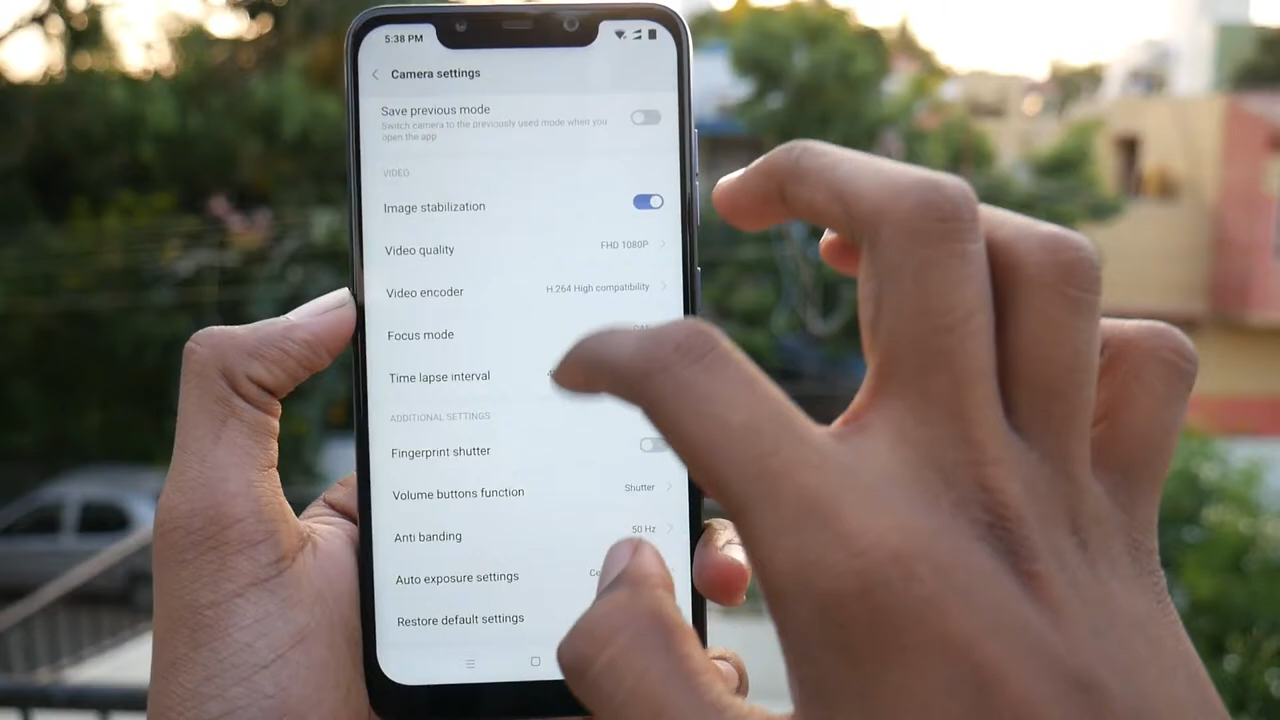 5:38 PM
Camera settings
Save previous mode
Switch camera to the previously used mode when you
open the app
VIDEO
Image stabilization
Video quality FHD 1080P
Video encoder H.264 High compatibility
Focus mode
Time lapse interval
ADDITIONAL SETTINGS
Fingerprint shutter
Volume buttons function Shutter
Anti banding 50 Hz
Auto exposure settings
Restore default settings